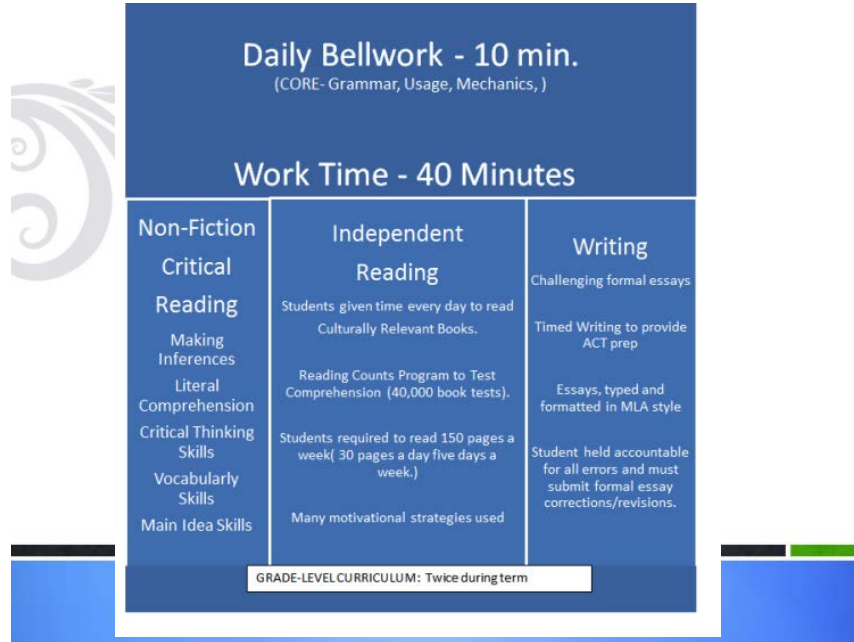 Daily Bellwork - 10 min.
(CORE- Grammar, Usage, Mechanics, )
Work Time - 40 Minutes
Non-Fiction
Critical
Reading
Making
Inferences
Literal
Comprehension
Critical Thinking
Skills
Vocabularly
Skills
Main Idea Skills
Independent
Reading
Students given time every day to read
Culturally Relevant Books.
Reading Counts Program to Test
Comprehension (40,000 book tests).
Students required to read 150 pages a
week( 30 pages a day five days a
week.)
Many motivational strategies used
Writing
Challenging formal essays
Timed Writing to provide
ACT prep
Essays, typed and
formatted in MLA style
Student held accountable
for all errors and must
submit formal essay
corrections/revisions.
GRADE-LEVEL CURRICULUM: Twice during term